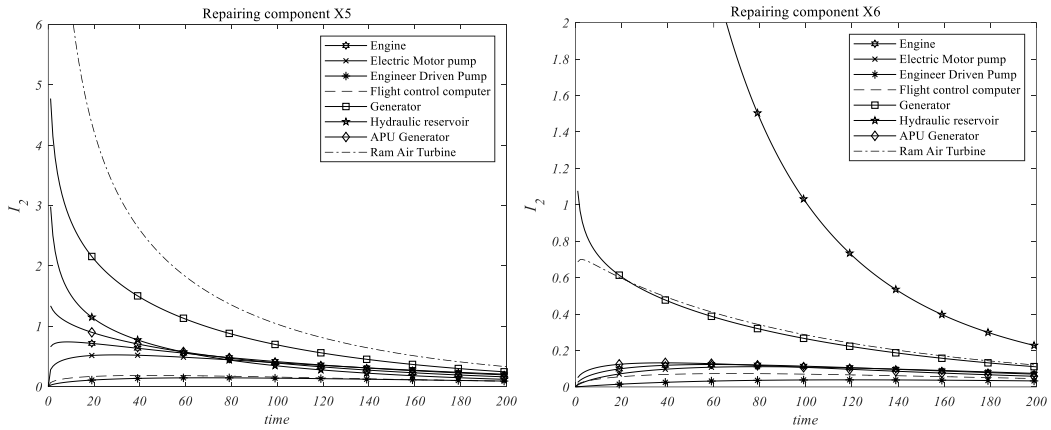 Repairing component X5
6
5
4
3
2
1
0
I2
0
20
40
60
80
100
120
140
160
180
200
time
Engine
Electric Motor pump
Engineer Driven Pump
Flight control computer
Generator
Hydraulic reservoir
APU Generator
Ram Air Turbine
Repairing component X6
2
1.8
1.6
1.4
1.2
1
0.8
0.6
0.4
0.2
0
I2
0
20
40
60
80
100
120
140
160
180
200
time
Engine
Electric Motor pump
Engineer Driven Pump
Flight control computer
Generator
Hydraulic reservoir
APU Generator
Ram Air Turbine